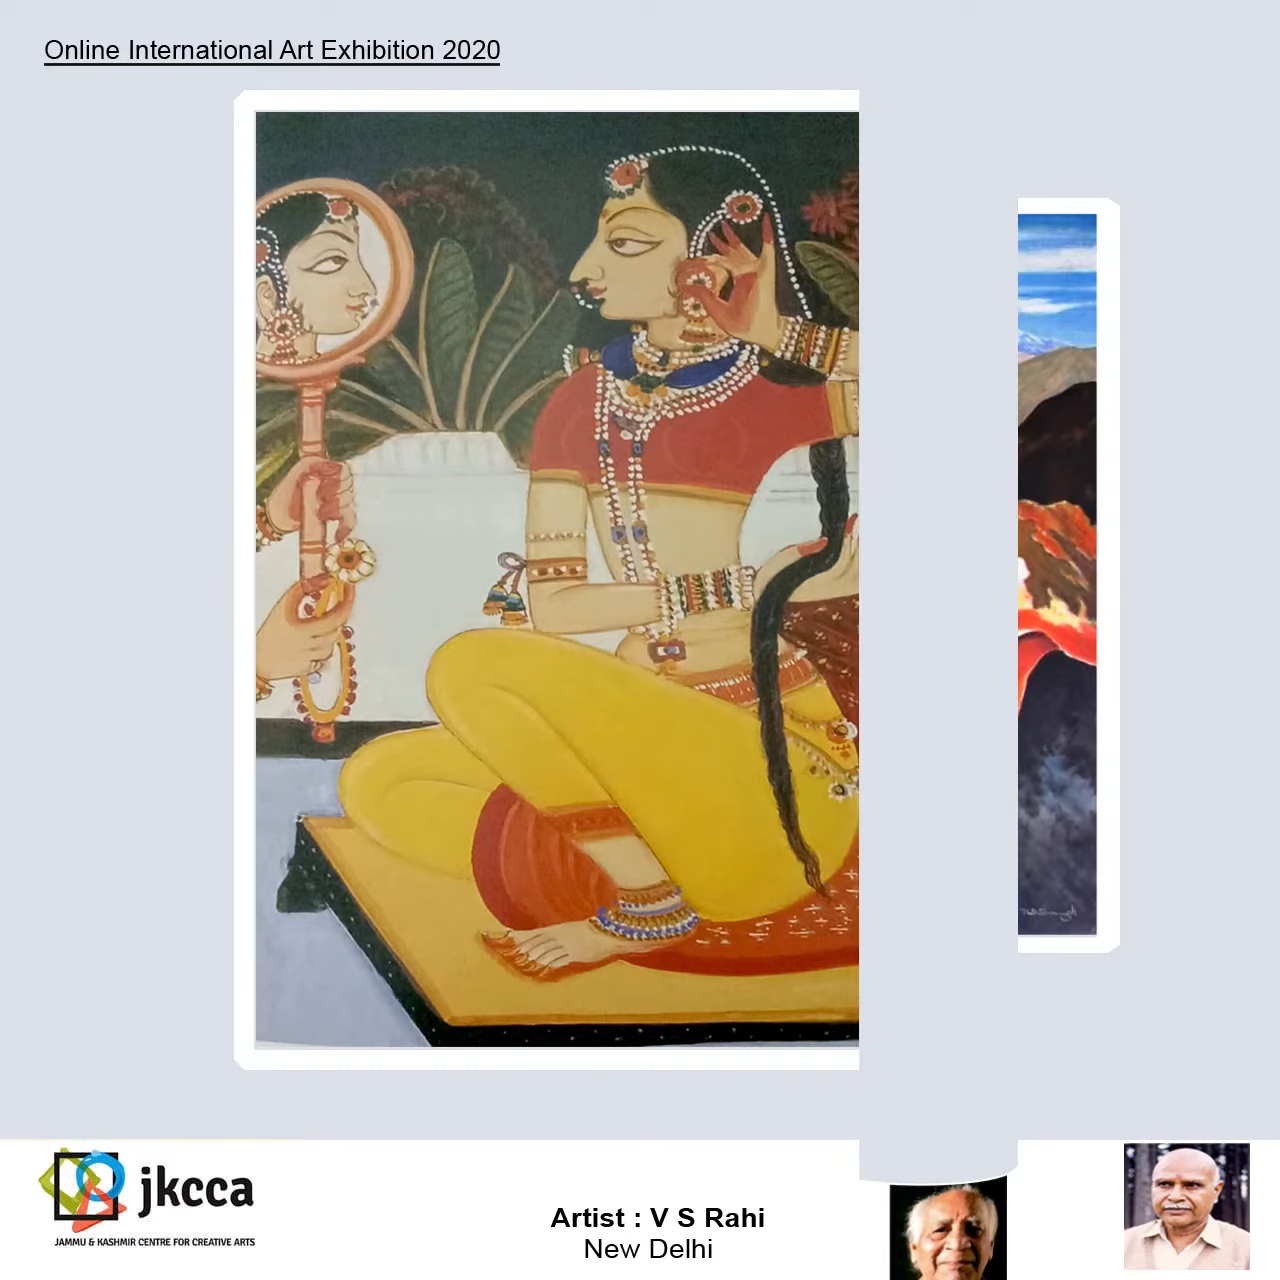 Online International Art Exhibition 2020
jkcca
JAMMU & KASHMIR CENTRE FOR CREATIVE ARTS
Artist : V S Rahi
New Delhi